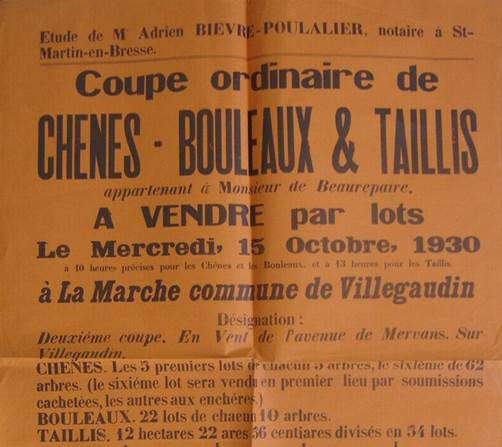 Etude de Me Adrien BIEVRE-POULALIER, notaire à St-
Martin-en-Bresse.
Coupe ordinaire de
CHENES - BOULEAUX & TAILLIS
appartenant à Monsieur de Beaurepaire,
A VENDRE par lots
Le Mercredi, 15 Octobre, 1930
à 10 heures précises pour les Chênes et les Bouleaux, et à 13 heures pour les Taillis.
à La Marche commune de Villegaudin
Désignation :
Deuxiéme coupe. En Vent de l'avenue de Mervans. Sur
Villegaudin.
CHENES. Les 5 premiers lots de chacun 5 arbres, le sixieme de 62
arbres. (le sixiéme lot sera vendu en premier lieu par soumissions
cachetées, les autres aux enchères)
BOULEAUX. 22 lots de chacun 10 arbres.
TAILLIS. 12 hectares 22 ares 56 centiares divisés en 54 lots.